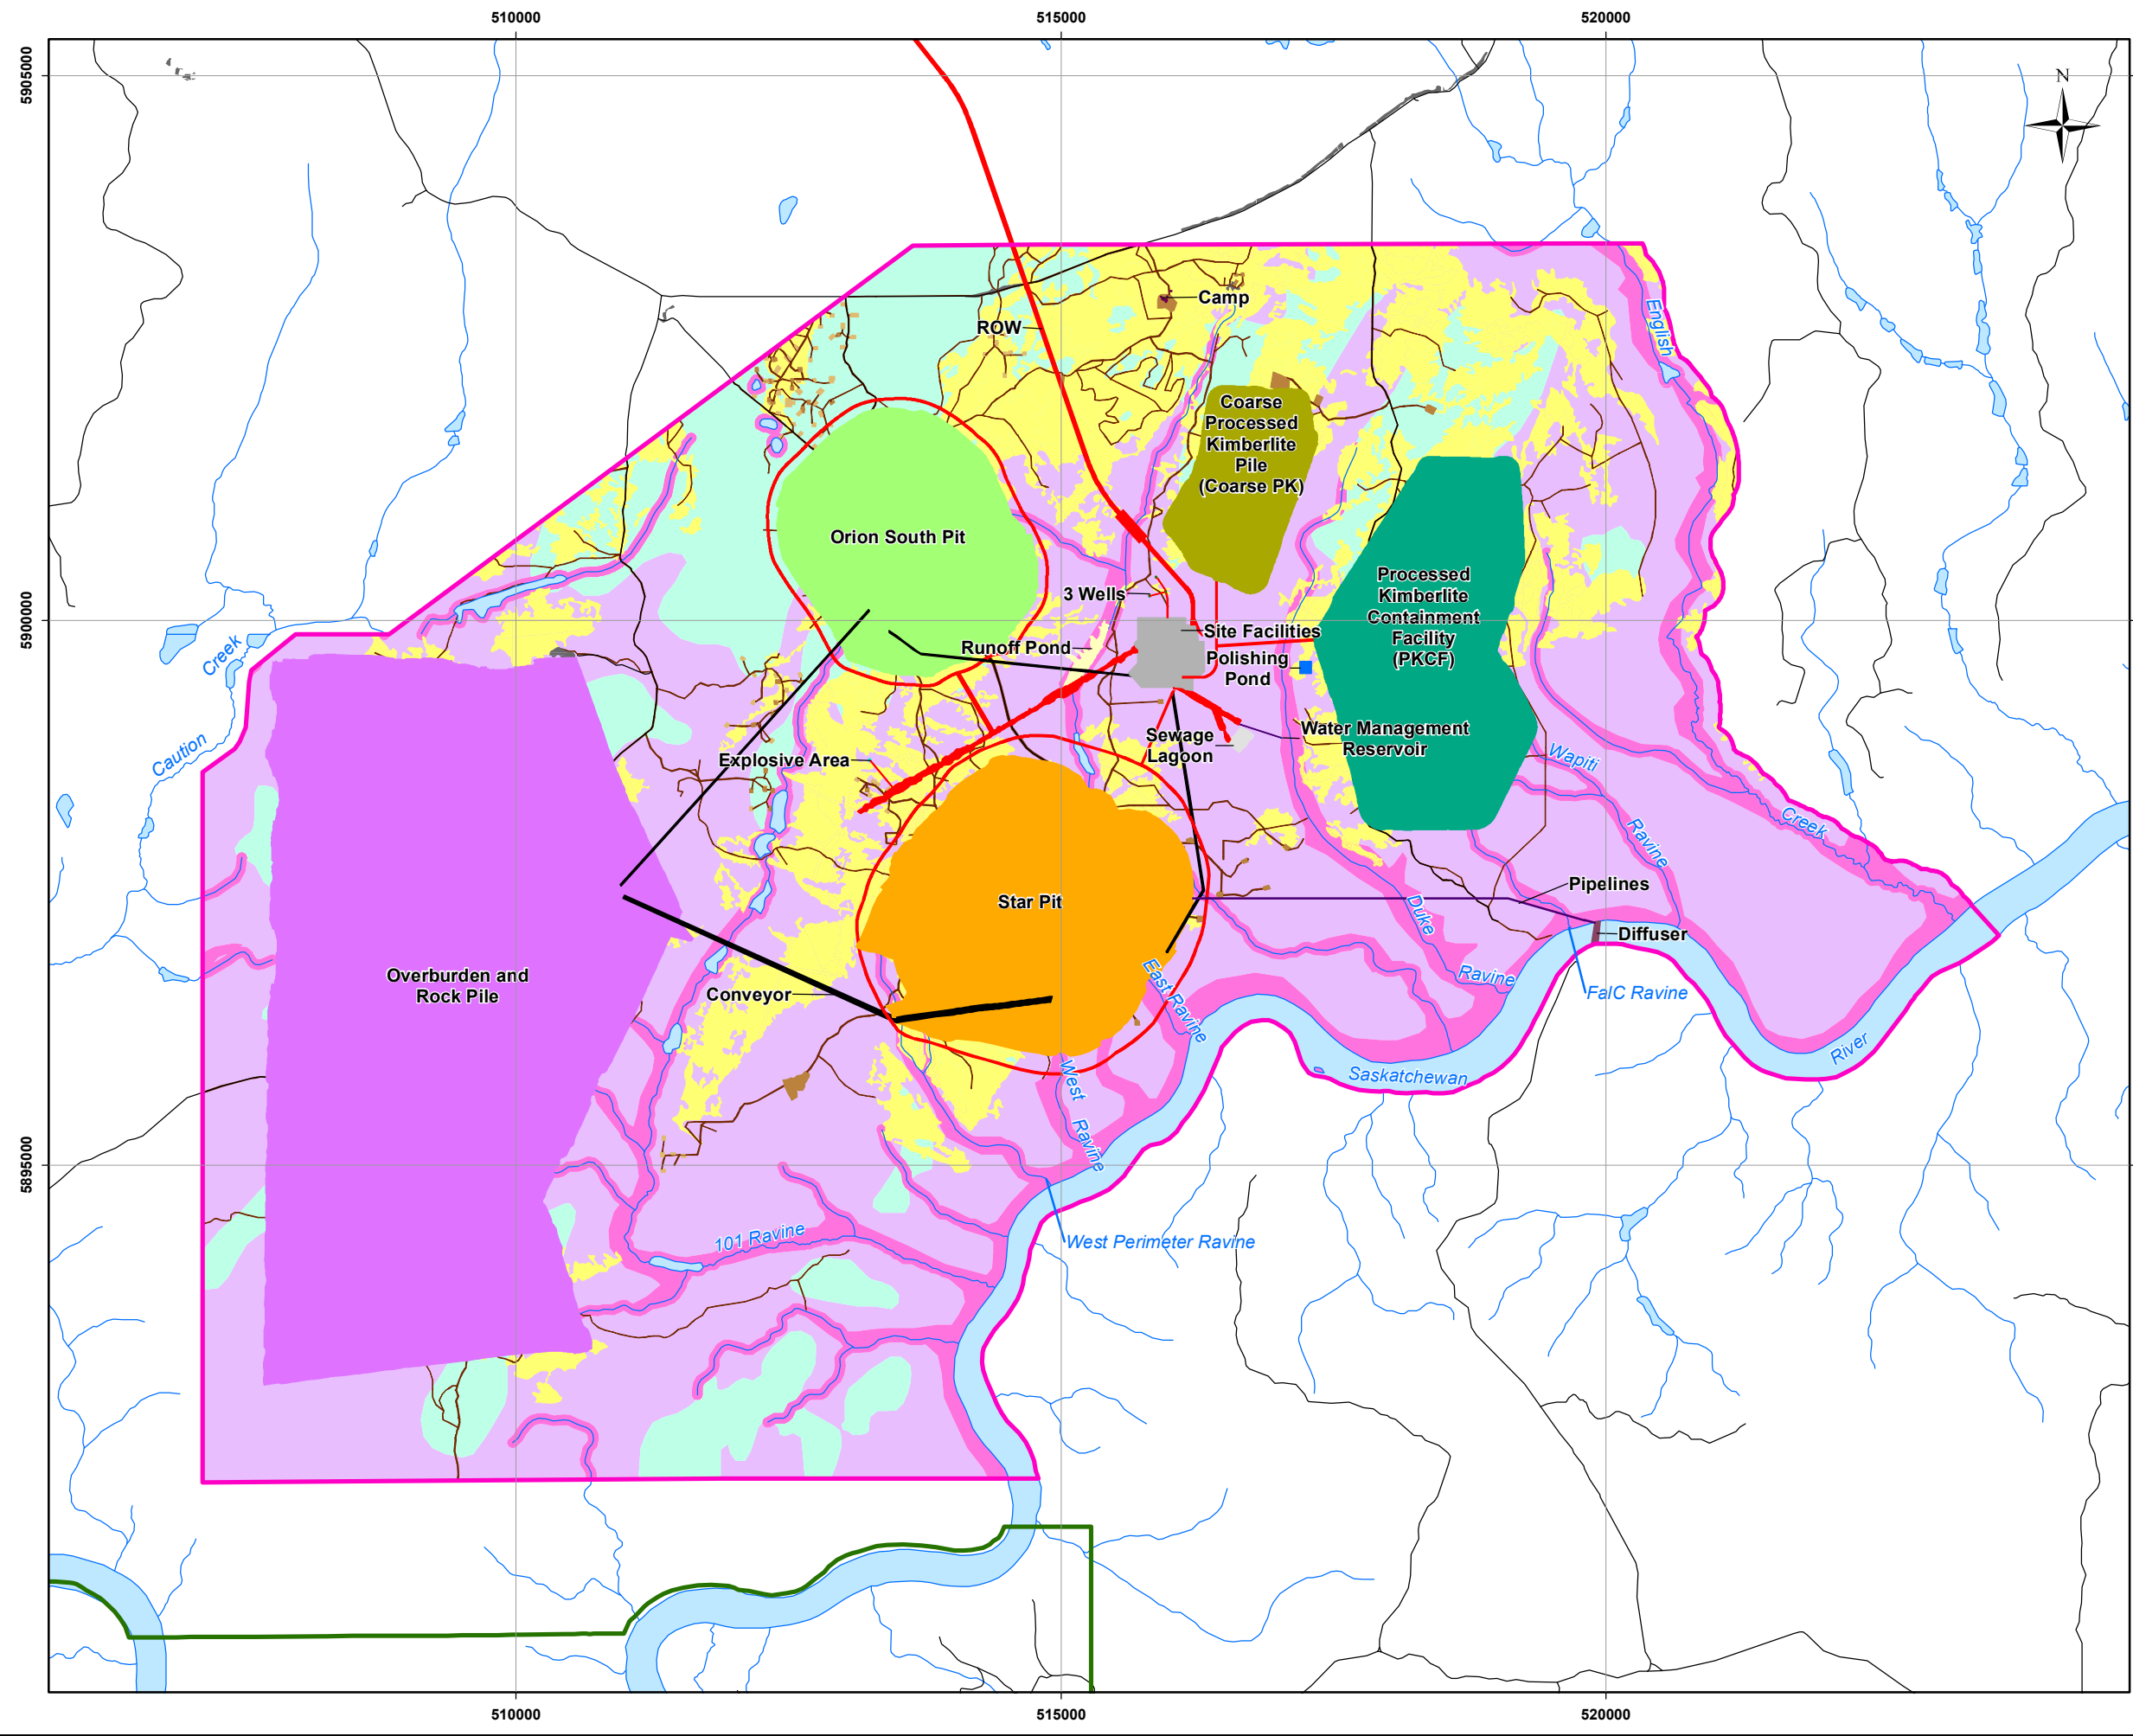 510000
515000
520000
5905000
N
Camp
ROW
English
Coarse
Processed
Kimberlite
Pile
(Coarse PK)
Orion South Pit
Processed
Kimberlite
Containment
Facility
(PKCF)
3 Wells
5900000
Site Facilities
Runoff Pond
Polishing
Pond
Creek
Caution
Water Management
Reservoir
Sewage
Lagoon
Explosive Area
Wapiti
Ravine
Creek
Pipelines
Star Pit
Duke
Ravine
Diffuser
Overburden and
Rock Pile
Conveyor
East Ravine
FalC Ravine
River
Saskatchewan
West
Ravine
5895000
101 Ravine
West Perimeter Ravine
510000
515000
520000